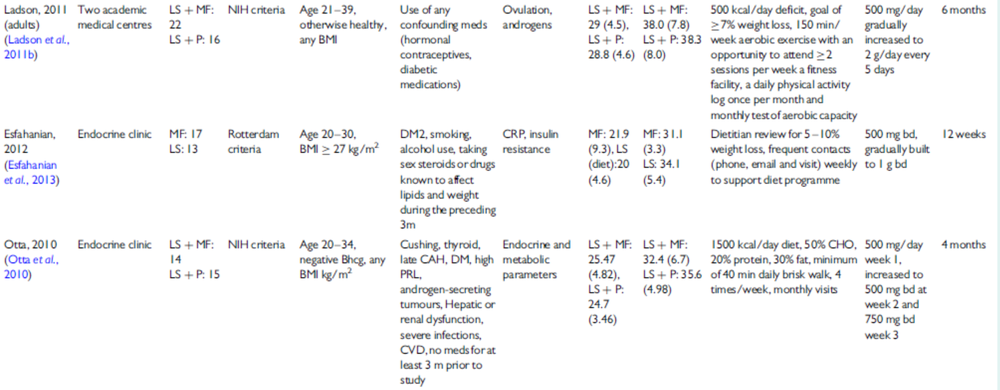 Ladson, 2011
(adults)
(Ladson et al.,
2011b)
Two academic
medical centres
LS + MF:
22
LS + P: 16
NIH criteria
Age 21–39,
otherwise healthy,
any BMI
Use of any
confounding meds
(hormonal
contraceptives,
diabetic
medications)
Ovulation,
androgens
LS + MF:
29 (4.5),
LS + P:
28.8 (4.6)
LS + MF:
38.0 (7.8)
LS + P: 38.3
(8.0)
500 kcal/day deficit, goal of
≥7% weight loss, 150 min/
week aerobic exercise with an
opportunity to attend ≥2
sessions per week a fitness
facility, a daily physical activity
log once per month and
monthly test of aerobic capacity
500 mg/day
gradually
increased to
2 g/day every
5 days
6 months
Esfahanian,
2012
(Esfahanian
et al., 2013)
Endocrine clinic
MF: 17
LS: 13
Rotterdam
criteria
Age 20–30,
BMI ≥ 27 kg/m²
DM2, smoking,
alcohol use, taking
sex steroids or drugs
known to affect
lipids and weight
during the preceding
3m
CRP, insulin
resistance
MF: 21.9
(9.3), LS
(diet):20
(4.6)
MF: 31.1
(3.3)
LS: 34.1
(5.4)
Dietitian review for 5–10%
weight loss, frequent contacts
(phone, email and visit) weekly
to support diet programme
500 mg bd,
gradually built
to 1 g bd
12 weeks
Otta, 2010
(Otta et al.,
2010)
Endocrine clinic
LS + MF:
14
LS + P: 15
NIH criteria
Age 20–34,
negative Bhcg, any
BMI kg/m²
Cushing, thyroid,
late CAH, DM, high
PRL,
androgen-secreting
tumours, Hepatic or
renal dysfunction,
severe infections,
CVD, no meds for at
least 3 m prior to
study
Endocrine and
metabolic
parameters
LS + MF:
25.47
(4.82),
LS + P:
24.7
(3.46)
LS + MF:
32.4 (6.7)
LS + P: 35.6
(4.98)
1500 kcal/day diet, 50% CHO,
20% protein, 30% fat, minimum
of 40 min daily brisk walk, 4
times/week, monthly visits
500 mg/day
week 1,
increased to
500 mg bd at
week 2 and
750 mg bd
week 3
4 months